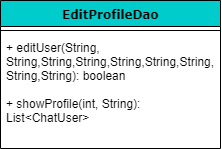 EditProfileDao
+ editUser(String,
String,String,String,String,String,
String,String): boolean
+ showProfile(int, String):
List<ChatUser>